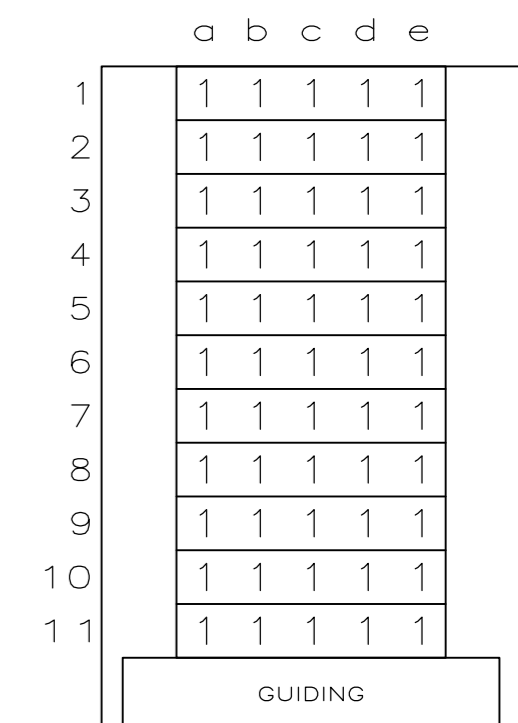 a b c d e
1 1 1 1 1 1
2 1 1 1 1 1
3 1 1 1 1 1
4 1 1 1 1 1
5 1 1 1 1 1
6 1 1 1 1 1
7 1 1 1 1 1
8 1 1 1 1 1
9 1 1 1 1 1
10 1 1 1 1 1
11 1 1 1 1 1
GUIDING